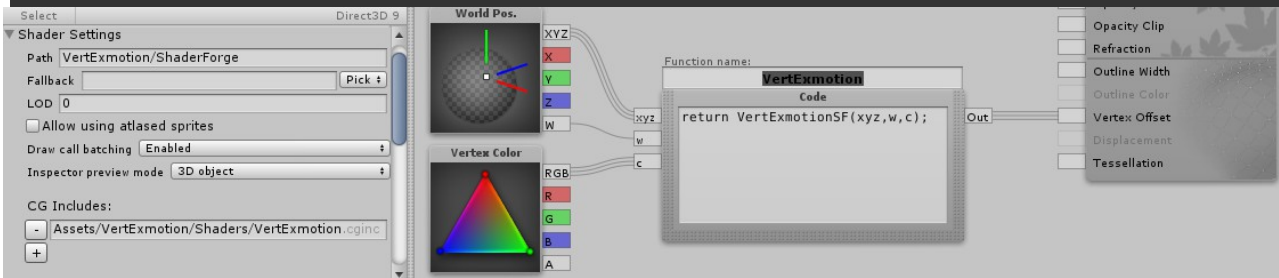 Select
Direct3D 9
Shader Settings
Path VertExmotion/ShaderForge
Fallback
Pick
LOD 0
Allow using atlased sprites
Draw call batching Enabled
Inspector preview mode 3D object
CG Includes:
- Assets/VertExmotion/Shaders/VertExmotion.cginc
+
World Pos.
XYZ
X
Y
Z
W
Vertex Color
RGB
R
G
B
A
Function name:
VertExmotion
Code
xyz
w
c
return VertExmotionSF(xyz,w,c);
Out
Opacity Clip
Refraction
Outline Width
Outline Color
Vertex Offset
Displacement
Tessellation